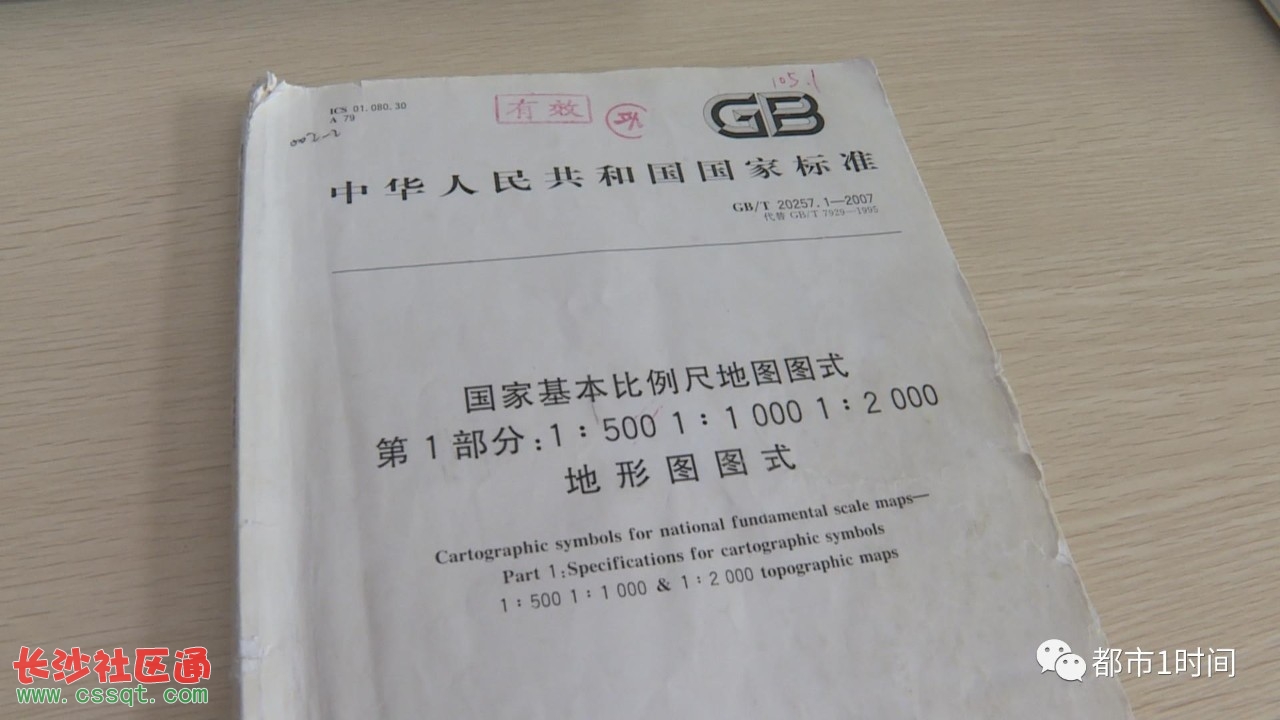 ICS 01.080.30
A 79
有效
105.1
GB
中华人民共和国国家标准
GB/T 20257.1—2007
代替 GB/T 7929—1995
国家基本比例尺地图图式
第1部分:1:500 1:1 000 1:2 000
地形图图式
Cartographic symbols for national fundamental scale maps—
Part 1:Specifications for cartographic symbols
1:500 1:1 000 & 1:2 000 topographic maps
长沙社区通
www.cssqt.com
都市1时间